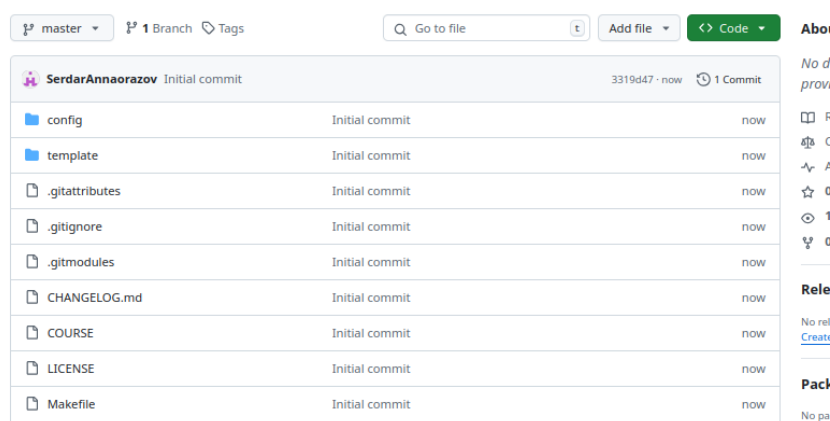 master 1 Branch Tags Go to file t Add file Code
SerdarAnnaorazov Initial commit 3319d47 · now 1 Commit
config Initial commit now
template Initial commit now
.gitattributes Initial commit now
.gitignore Initial commit now
.gitmodules Initial commit now
CHANGELOG.md Initial commit now
COURSE Initial commit now
LICENSE Initial commit now
Makefile Initial commit now
No
No